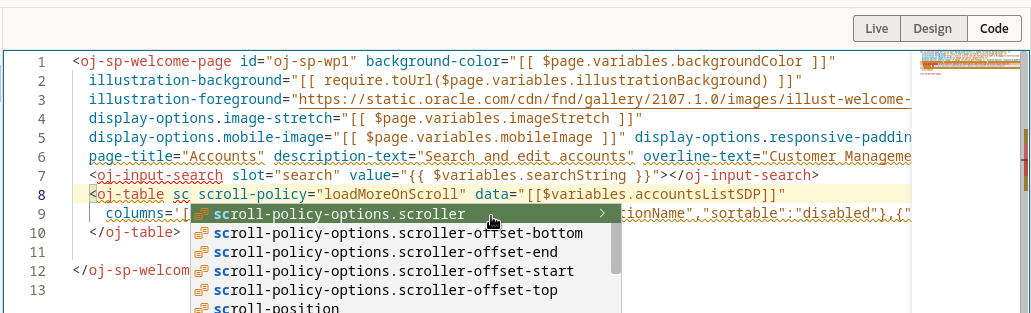 Live Design Code
1 <oj-sp-welcome-page id="oj-sp-wp1" background-color="[[ $page.variables.backgroundColor ]]"
2 illustration-background="[[ require.toUrl($page.variables.illustrationBackground) ]]"
3 illustration-foreground="https://static.oracle.com/cdn/fnd/gallery/2107.1.0/images/illust-welcome-
4 display-options.image-stretch="[[ $page.variables.imageStretch ]]"
5 display-options.mobile-image="[[ $page.variables.mobileImage ]]" display-options.responsive-paddin
6 page-title="Accounts" description-text="Search and edit accounts" overline-text="Customer Manageme
7 <oj-input-search slot="search" value="{{ $variables.searchString }}"></oj-input-search>
8 <oj-table sc scroll-policy="loadMoreOnScroll" data="[[$variables.accountsListSDP]]"
9 columns='[ scroll-policy-options.scroller > ionName","sortable":"disabled"},{"
10 </oj-table> scroll-policy-options.scroller-offset-bottom
11 scroll-policy-options.scroller-offset-end
12 </oj-sp-welcom scroll-policy-options.scroller-offset-start
13 scroll-policy-options.scroller-offset-top
scroll-position